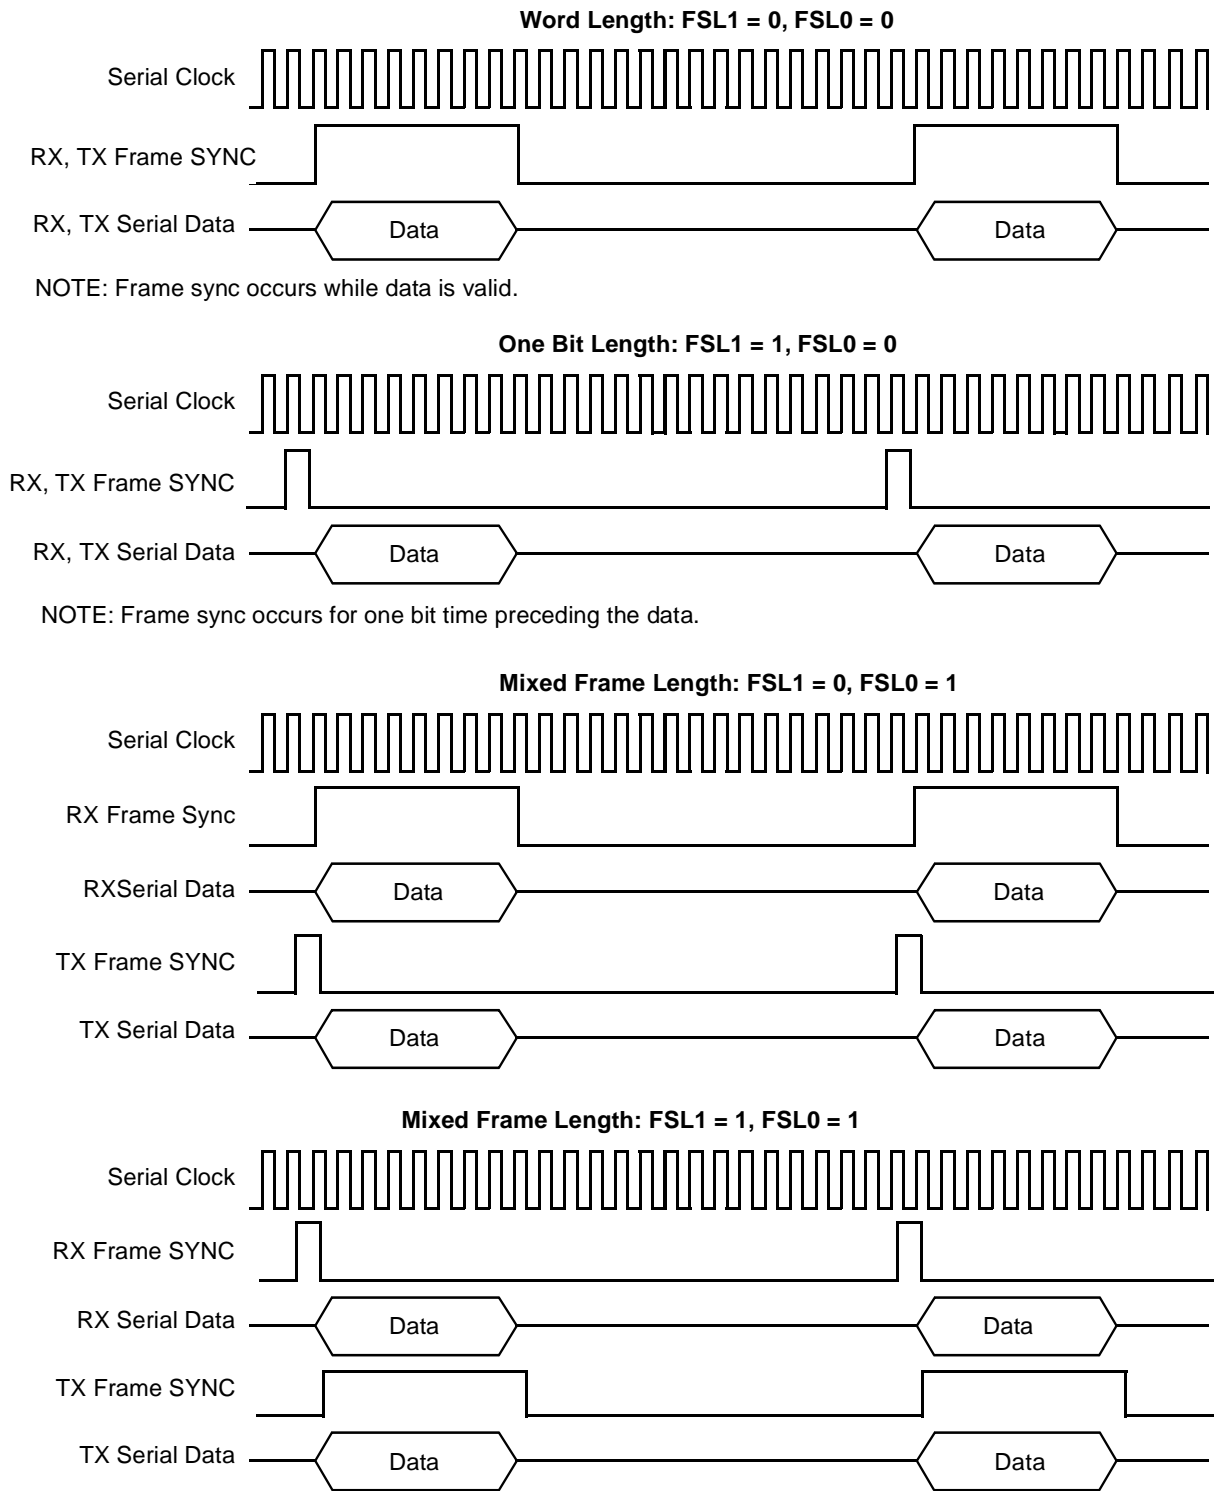 Word Length: FSL1 = 0, FSL0 = 0
Serial Clock
RX, TX Frame SYNC
RX, TX Serial Data
Data
Data
NOTE: Frame sync occurs while data is valid.
One Bit Length: FSL1 = 1, FSL0 = 0
Serial Clock
RX, TX Frame SYNC
RX, TX Serial Data
Data
Data
NOTE: Frame sync occurs for one bit time preceding the data.
Mixed Frame Length: FSL1 = 0, FSL0 = 1
Serial Clock
RX Frame Sync
RXSerial Data
Data
Data
TX Frame SYNC
TX Serial Data
Data
Data
Mixed Frame Length: FSL1 = 1, FSL0 = 1
Serial Clock
RX Frame SYNC
RX Serial Data
Data
Data
TX Frame SYNC
TX Serial Data
Data
Data